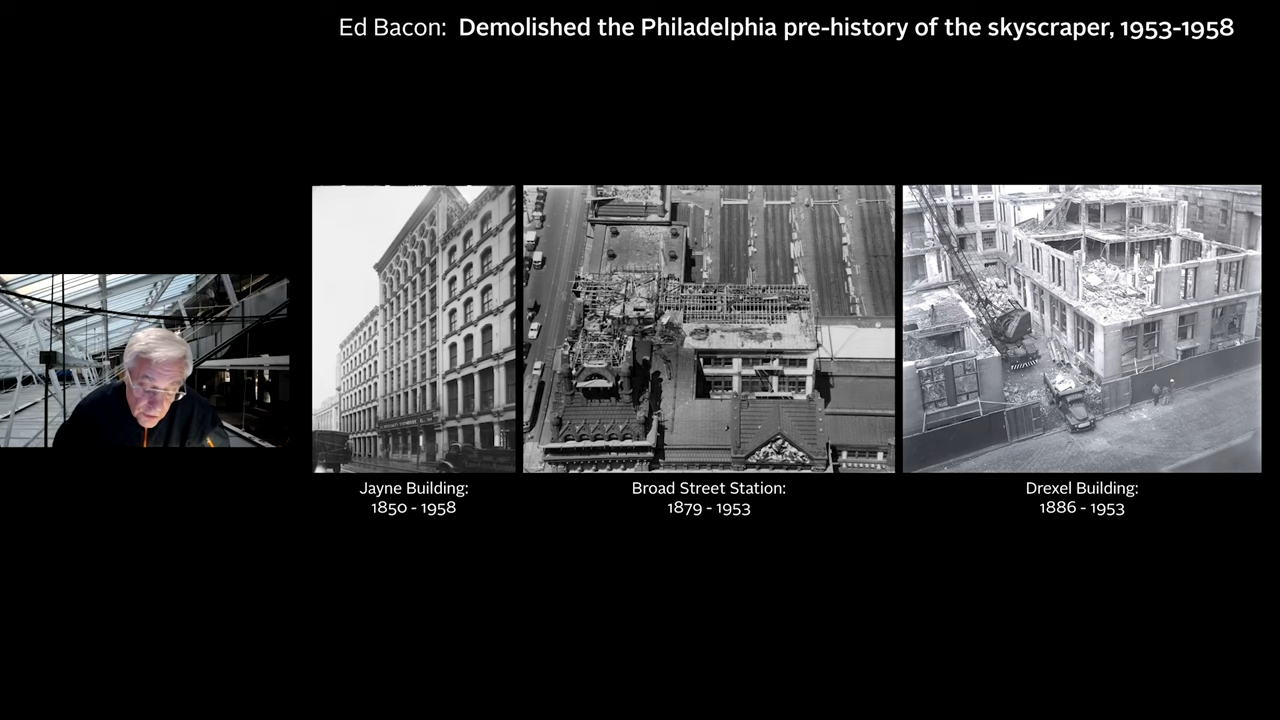 Ed Bacon: Demolished the Philadelphia pre-history of the skyscraper, 1953-1958
Jayne Building:
1850 - 1958
Broad Street Station:
1879 - 1953
Drexel Building:
1886 - 1953